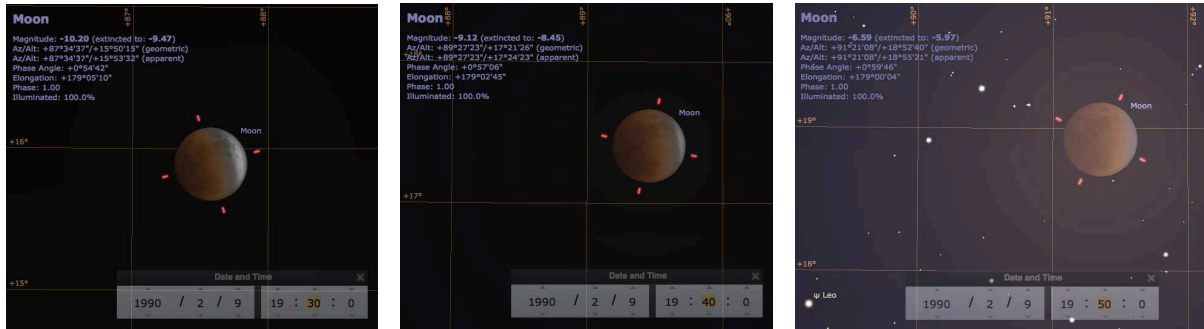 Moon
Magnitude: -10.20 (extincted to: -9.47)
Az/Alt: +87°34'37"/+15°50'15" (geometric)
Az/Alt: +87°34'37"/+15°53'32" (apparent)
Phase Angle: +0°54'42"
Elongation: +179°05'10"
Phase: 1.00
Illuminated: 100.0%
+87°
+88°
+16°
+15°
Moon
Date and Time
1990 / 2 / 9 19 : 30 : 0
Moon
Magnitude: -9.12 (extincted to: -8.45)
Az/Alt: +89°27'23"/+17°21'26" (geometric)
Az/Alt: +89°27'23"/+17°24'23" (apparent)
Phase Angle: +0°57'06"
Elongation: +179°02'45"
Phase: 1.00
Illuminated: 100.0%
+88°
+89°
+90°
+18°
+17°
Moon
Date and Time
1990 / 2 / 9 19 : 40 : 0
Moon
Magnitude: -6.59 (extincted to: -5.97)
Az/Alt: +91°21'08"/+18°52'40" (geometric)
Az/Alt: +91°21'08"/+18°55'21" (apparent)
Phase Angle: +0°59'46"
Elongation: +179°00'04"
Phase: 1.00
Illuminated: 100.0%
+90°
+91°
+92°
+19°
+18°
Moon
ψ Leo
Date and Time
1990 / 2 / 9 19 : 50 : 0